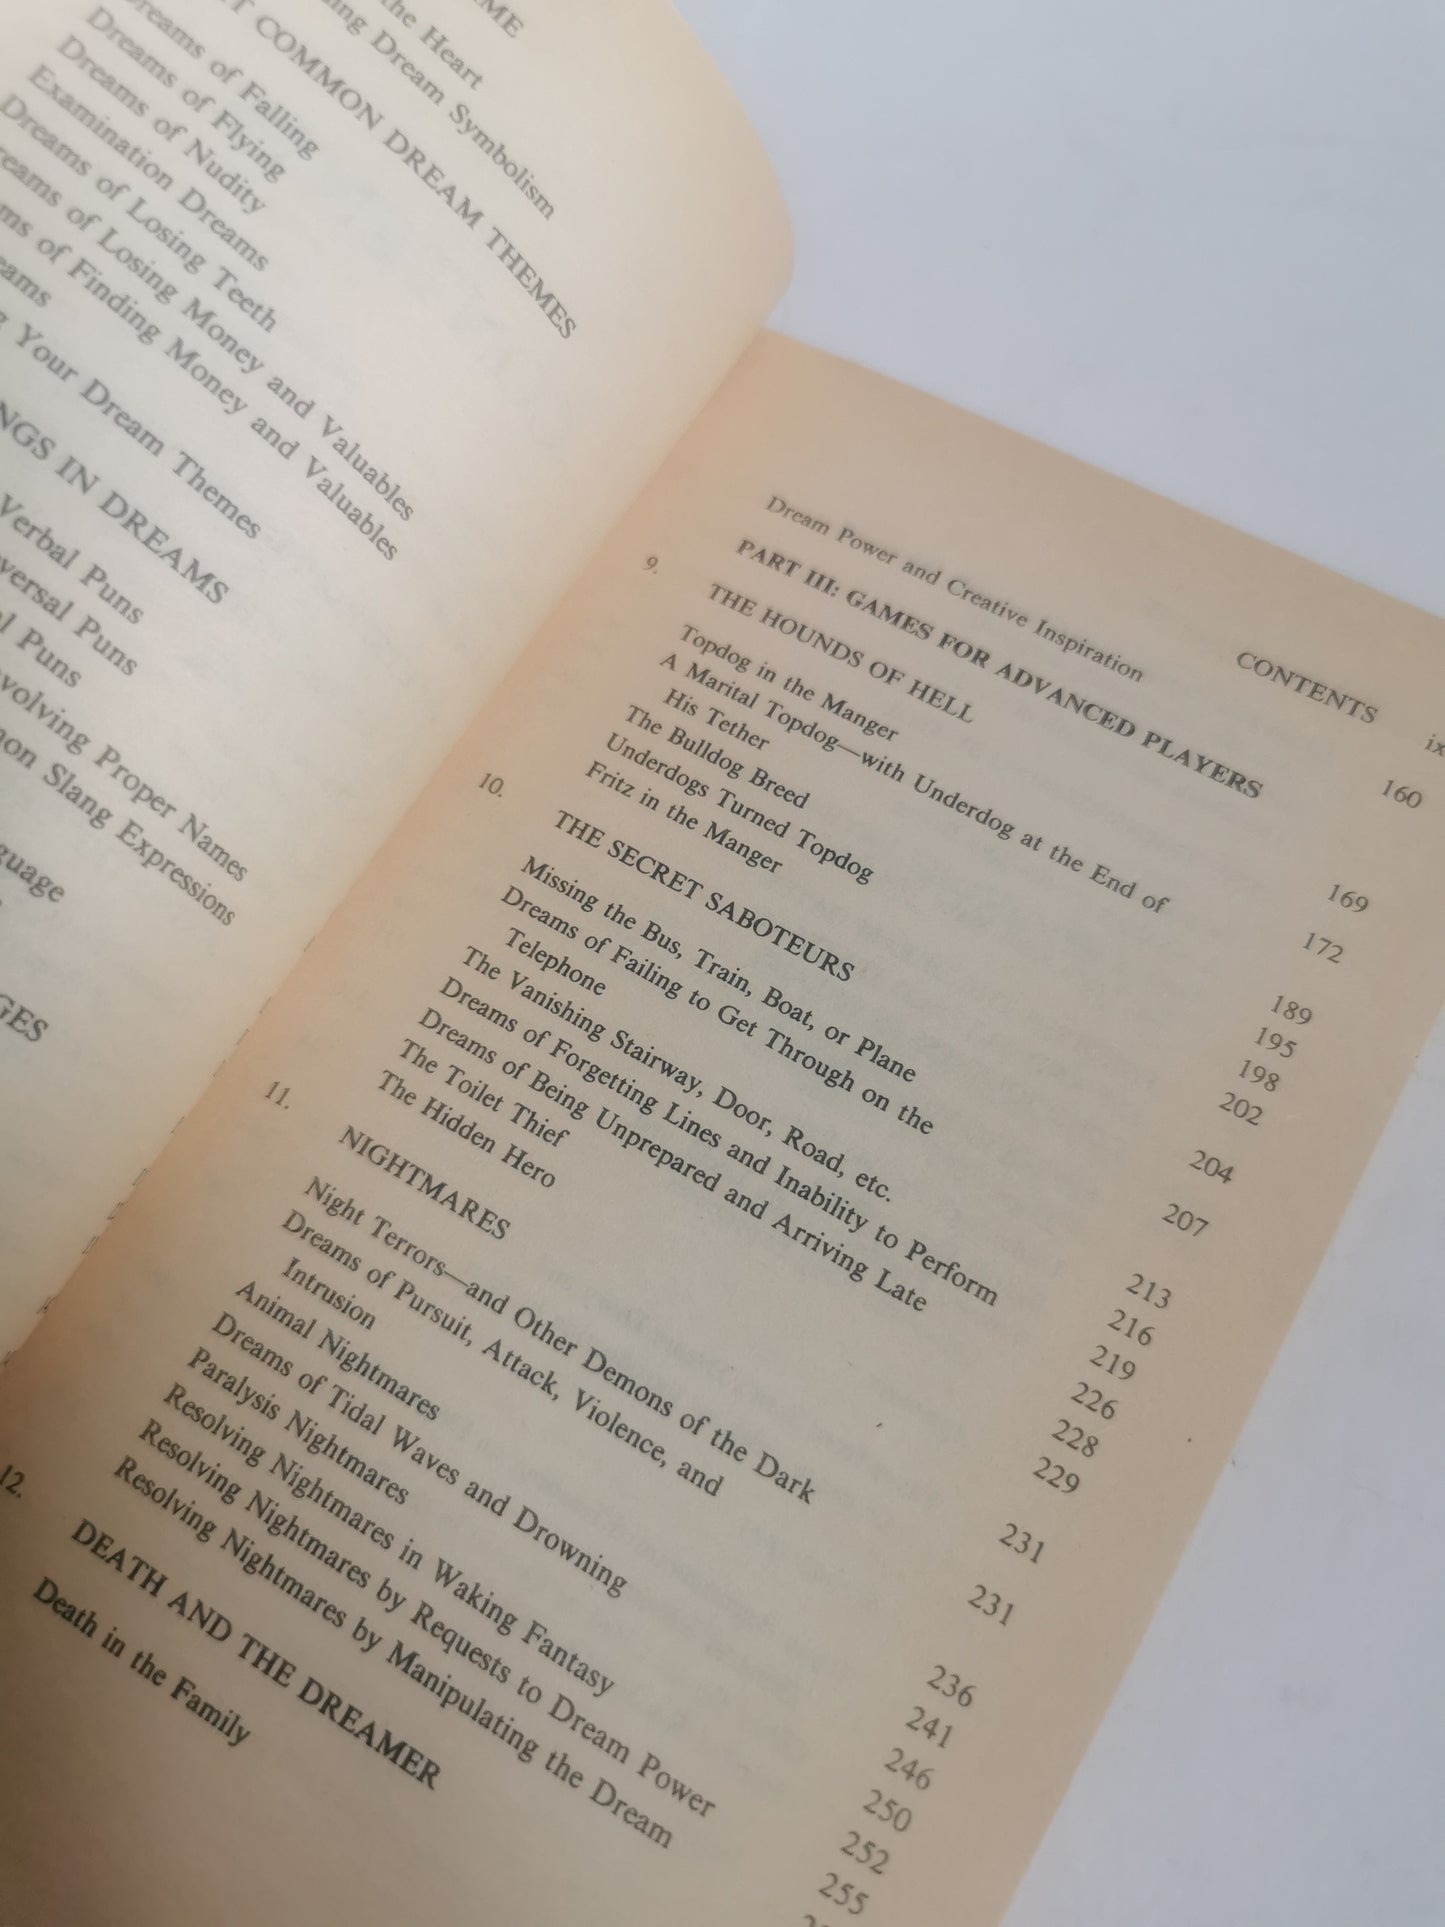 ME
the Heart
ing Dream Symbolism
T COMMON DREAM THEMES
Dreams of Falling
Dreams of Flying
Dreams of Nudity
Examination Dreams
Dreams of Losing Teeth
reams of Losing Money and Valuables
ms of Finding Money and Valuables
eams
g Your Dream Themes
NGS IN DREAMS
Verbal Puns
versal Puns
al Puns
volving Proper Names
non Slang Expressions
guage
GES
CONTENTS ix
Dream Power and Creative Inspiration 160
PART III: GAMES FOR ADVANCED PLAYERS 169
9. THE HOUNDS OF HELL 172
Topdog in the Manger 189
A Marital Topdog—with Underdog at the End of
His Tether 195
The Bulldog Breed 198
Underdogs Turned Topdog 202
Fritz in the Manger 204
10. THE SECRET SABOTEURS 207
Missing the Bus, Train, Boat, or Plane 213
Dreams of Failing to Get Through on the
Telephone 216
The Vanishing Stairway, Door, Road, etc. 219
Dreams of Forgetting Lines and Inability to Perform 226
Dreams of Being Unprepared and Arriving Late 228
The Toilet Thief 229
The Hidden Hero 231
11. NIGHTMARES 231
Night Terrors—and Other Demons of the Dark 236
Dreams of Pursuit, Attack, Violence, and
Intrusion 241
Animal Nightmares 246
Dreams of Tidal Waves and Drowning 250
Paralysis Nightmares 252
Resolving Nightmares in Waking Fantasy 255
Resolving Nightmares by Requests to Dream Power
Resolving Nightmares by Manipulating the Dream
12. DEATH AND THE DREAMER
Death in the Family